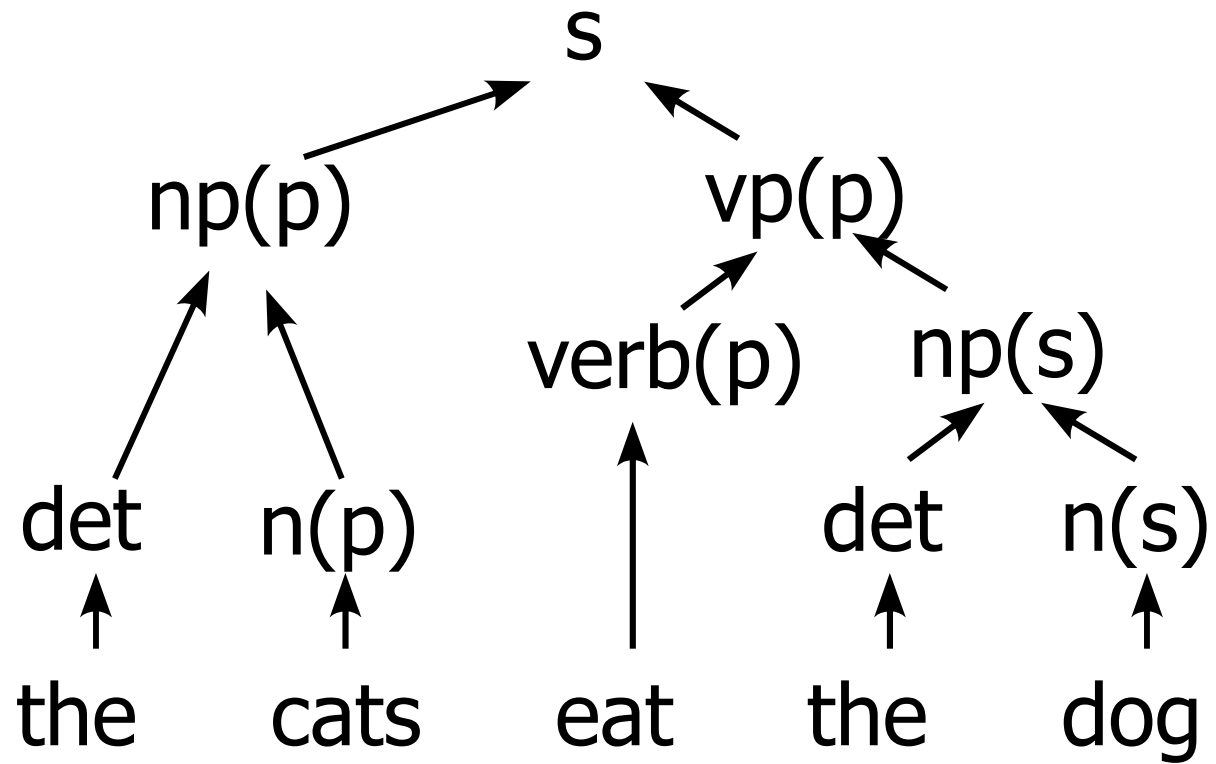 s
np(p) vp(p)
verb(p) np(s)
det n(p) det n(s)
the cats eat the dog